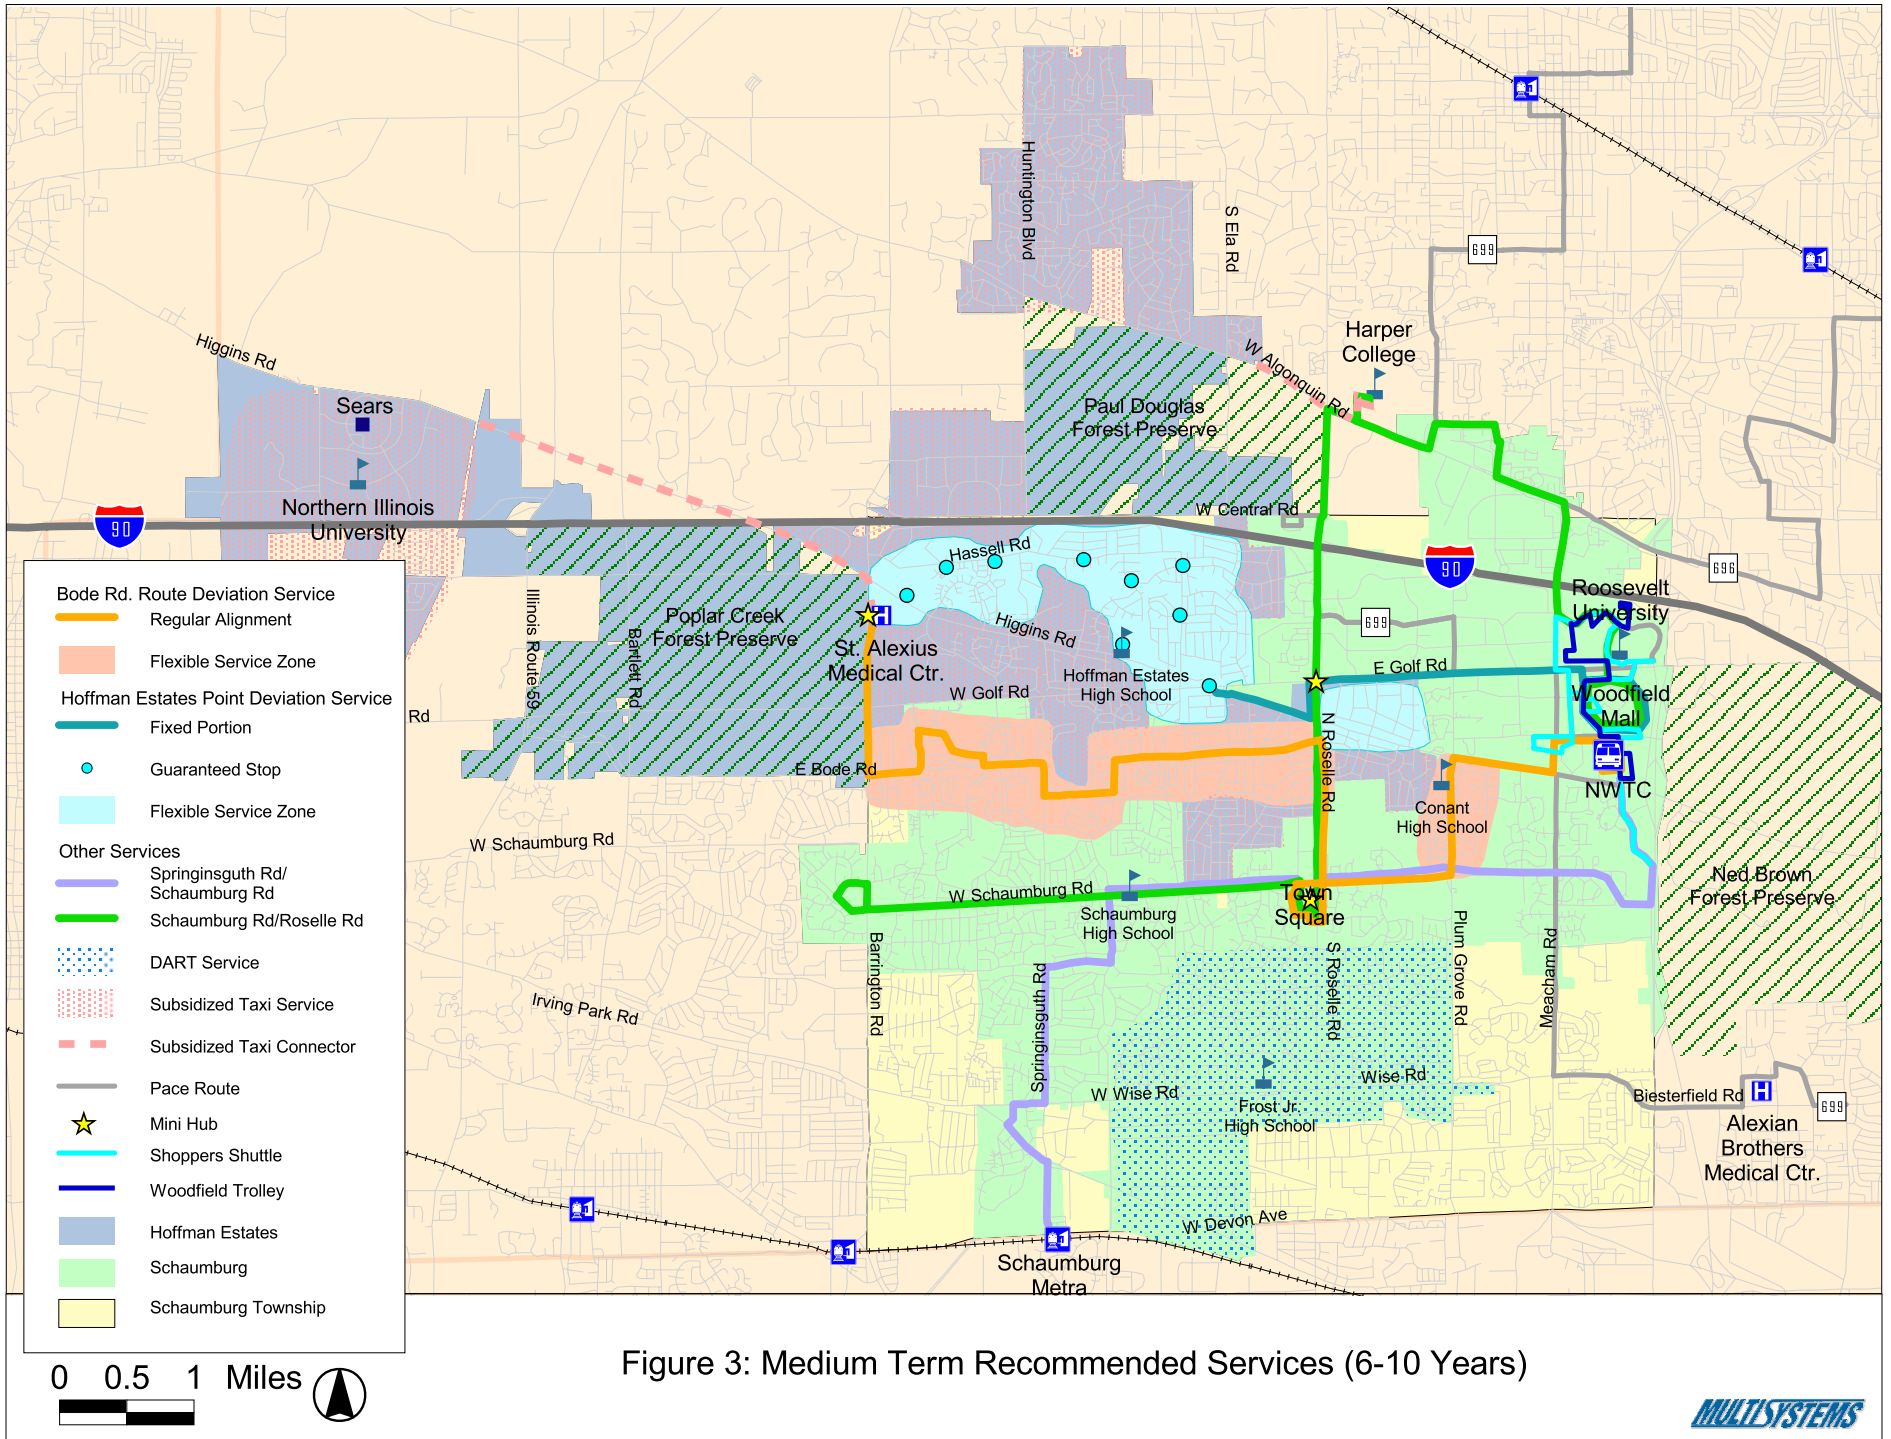 Huntington Blvd
S Ela Rd
699
Harper
College
Higgins Rd
W Algonquin Rd
Sears
Paul Douglas
Forest Preserve
Northern Illinois
University
W Central Rd
90
Hassell Rd
90
696
Roosevelt
University
Illinois Route 59
Bartlett Rd
Poplar Creek
Forest Preserve
Higgins Rd
699
St. Alexius
Medical Ctr.
Hoffman Estates
High School
E Golf Rd
W Golf Rd
Woodfield
Mall
Rd
N Roselle Rd
E Bode Rd
NWTC
Conant
High School
W Schaumburg Rd
Ned Brown
Forest Preserve
W Schaumburg Rd
Town
Square
Schaumburg
High School
Barrington Rd
Springinsguth Rd
S Roselle Rd
Plum Grove Rd
Meacham Rd
Irving Park Rd
W Wise Rd
Wise Rd
Frost Jr.
High School
Biesterfield Rd
699
Alexian
Brothers
Medical Ctr.
W Devon Ave
Schaumburg
Metra
Bode Rd. Route Deviation Service
Regular Alignment
Flexible Service Zone
Hoffman Estates Point Deviation Service
Fixed Portion
Guaranteed Stop
Flexible Service Zone
Other Services
Springinsguth Rd/
Schaumburg Rd
Schaumburg Rd/Roselle Rd
DART Service
Subsidized Taxi Service
Subsidized Taxi Connector
Pace Route
Mini Hub
Shoppers Shuttle
Woodfield Trolley
Hoffman Estates
Schaumburg
Schaumburg Township
0 0.5 1 Miles
Figure 3: Medium Term Recommended Services (6-10 Years)
MULTISYSTEMS